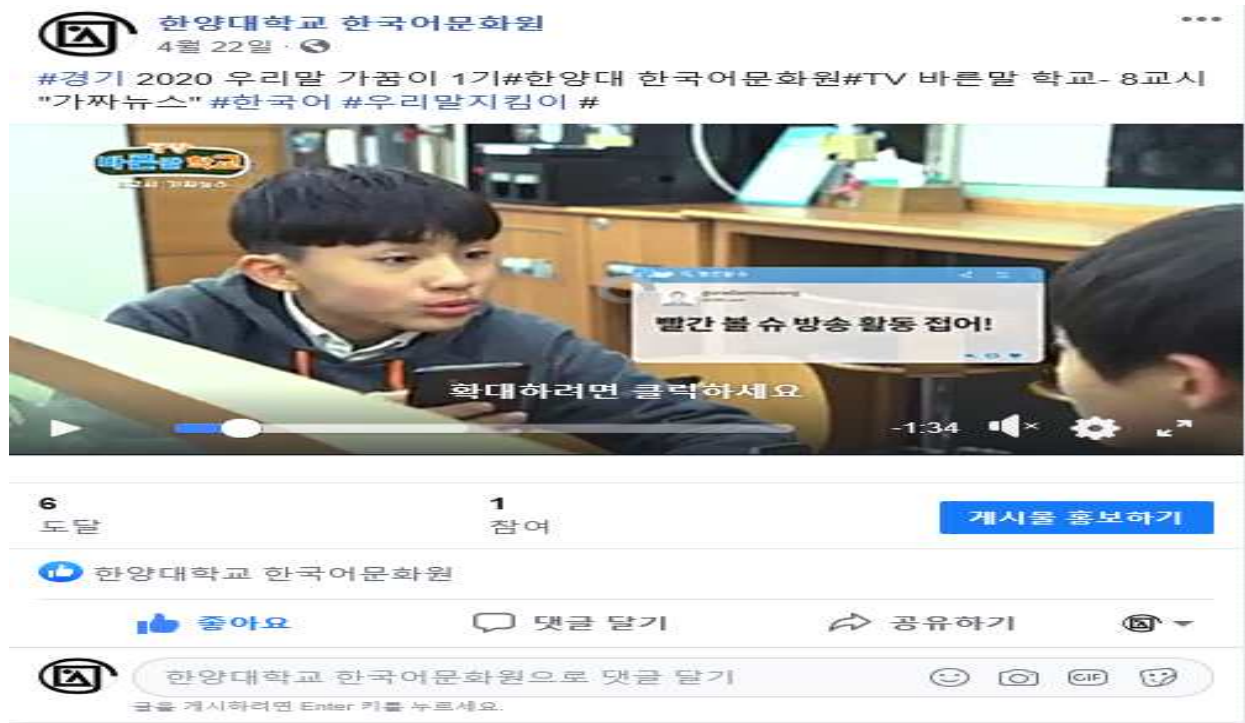 한양대학교 한국어문화원
4월 22일
#경기 2020 우리말 가꿈이 1기#한양대 한국어문화원#TV 바른말 학교- 8교시
"가짜뉴스" #한국어 #우리말지킴이 #
바른말 학교
빨간 볼 슈 방송 활동 접어!
확대하려면 클릭하세요
-1:34
6
도달
1
참여
게시물 홍보하기
한양대학교 한국어문화원
좋아요
댓글 달기
공유하기
한양대학교 한국어문화원으로 댓글 달기
GIF
글을 게시하려면 Enter 키를 누르세요.